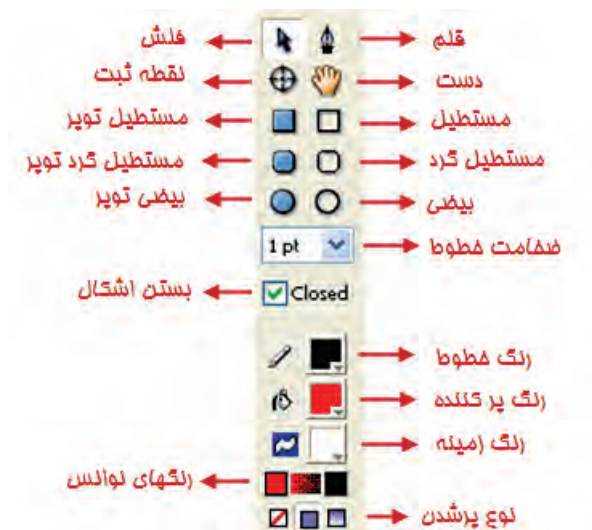 قلم
فلش
دست
نقطه ثبت
مستطیل
مستطیل توپر
مستطیل گرد
مستطیل گرد توپر
بیضی
بیضی توپر
1 pt
ضخامت خطوط
Closed
بستن اشکال
رنگ خطوط
رنگ پر کننده
رنگ زمینه
رنگهای نوانس
نوع پرشدن